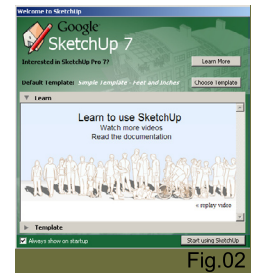 Welcome to SketchUp
Google
SketchUp 7
Interested in SketchUp Pro 7?
Learn More
Default Template: Simple Template - Feet and Inches
Choose Template
Learn
Learn to use SketchUp
Watch more videos
Read the documentation
replay video
Template
Always show on startup
Start using SketchUp
Fig.02